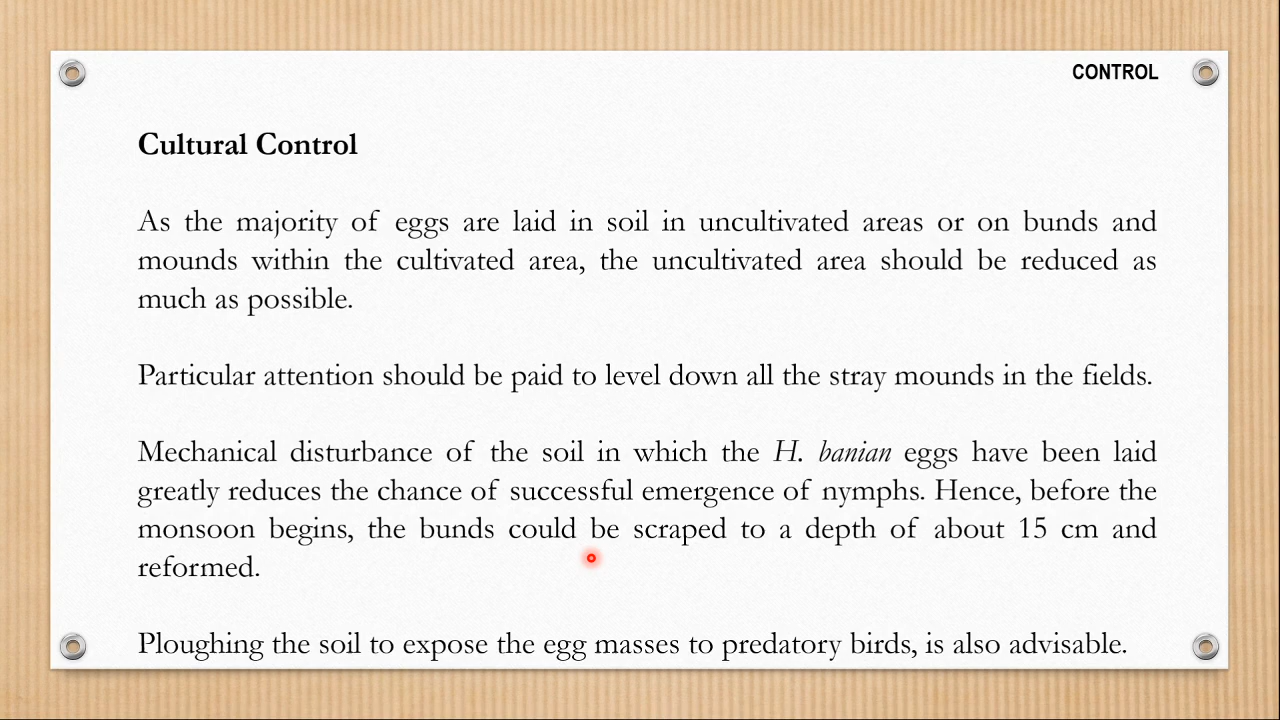 CONTROL
Cultural Control
As the majority of eggs are laid in soil in uncultivated areas or on bunds and
mounds within the cultivated area, the uncultivated area should be reduced as
much as possible.
Particular attention should be paid to level down all the stray mounds in the fields.
Mechanical disturbance of the soil in which the H. banian eggs have been laid
greatly reduces the chance of successful emergence of nymphs. Hence, before the
monsoon begins, the bunds could be scraped to a depth of about 15 cm and
reformed.
Ploughing the soil to expose the egg masses to predatory birds, is also advisable.